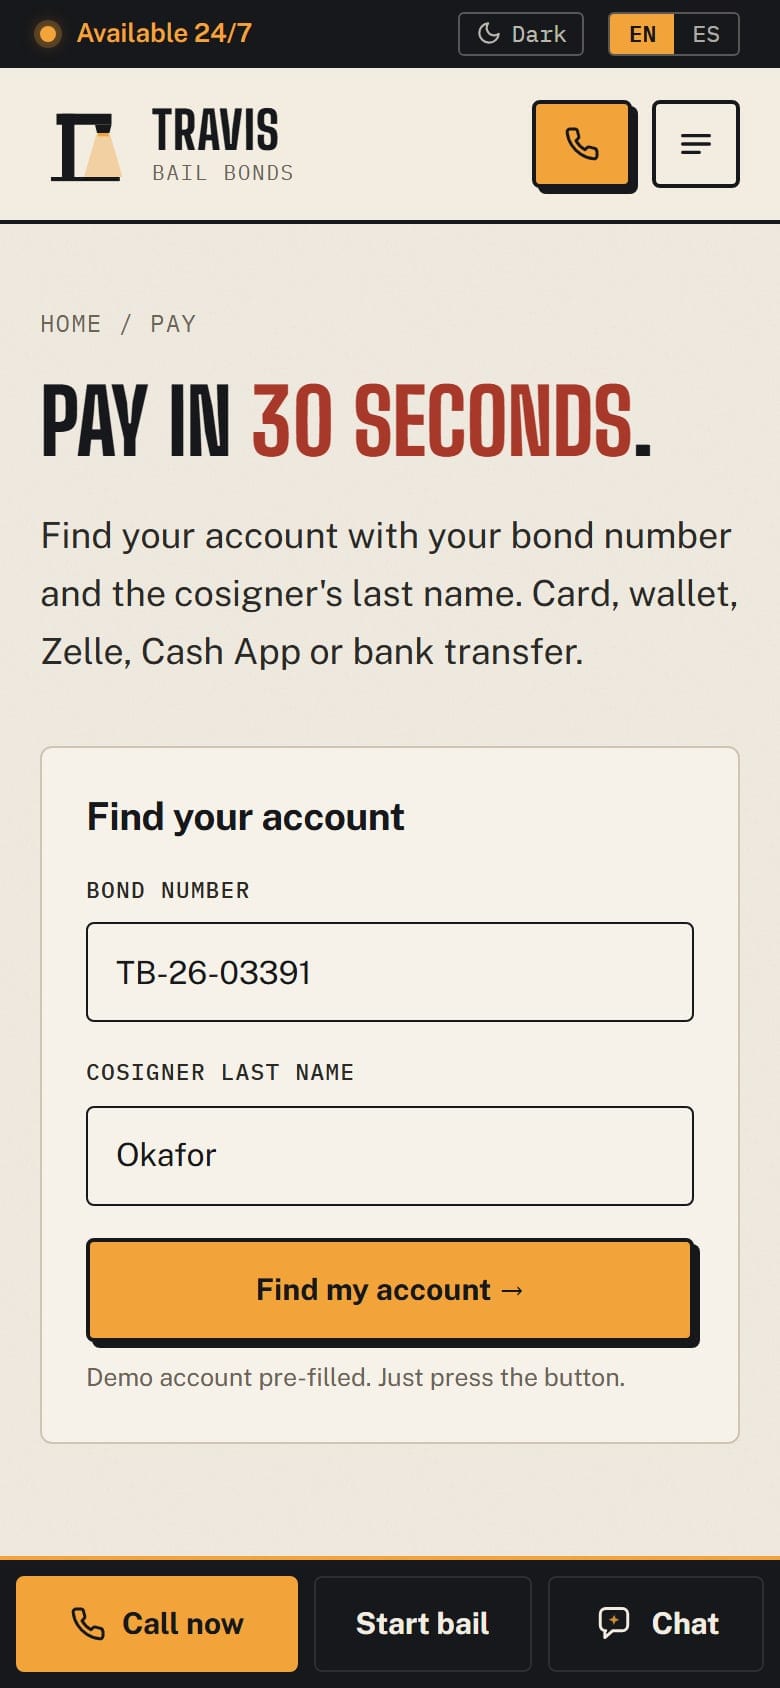 Available 24/7
Dark
EN
ES
TRAVIS
BAIL BONDS
HOME / PAY
PAY IN 30 SECONDS.
Find your account with your bond number
and the cosigner's last name. Card, wallet,
Zelle, Cash App or bank transfer.
Find your account
BOND NUMBER
TB-26-03391
COSIGNER LAST NAME
Okafor
Find my account →
Demo account pre-filled. Just press the button.
Call now
Start bail
Chat